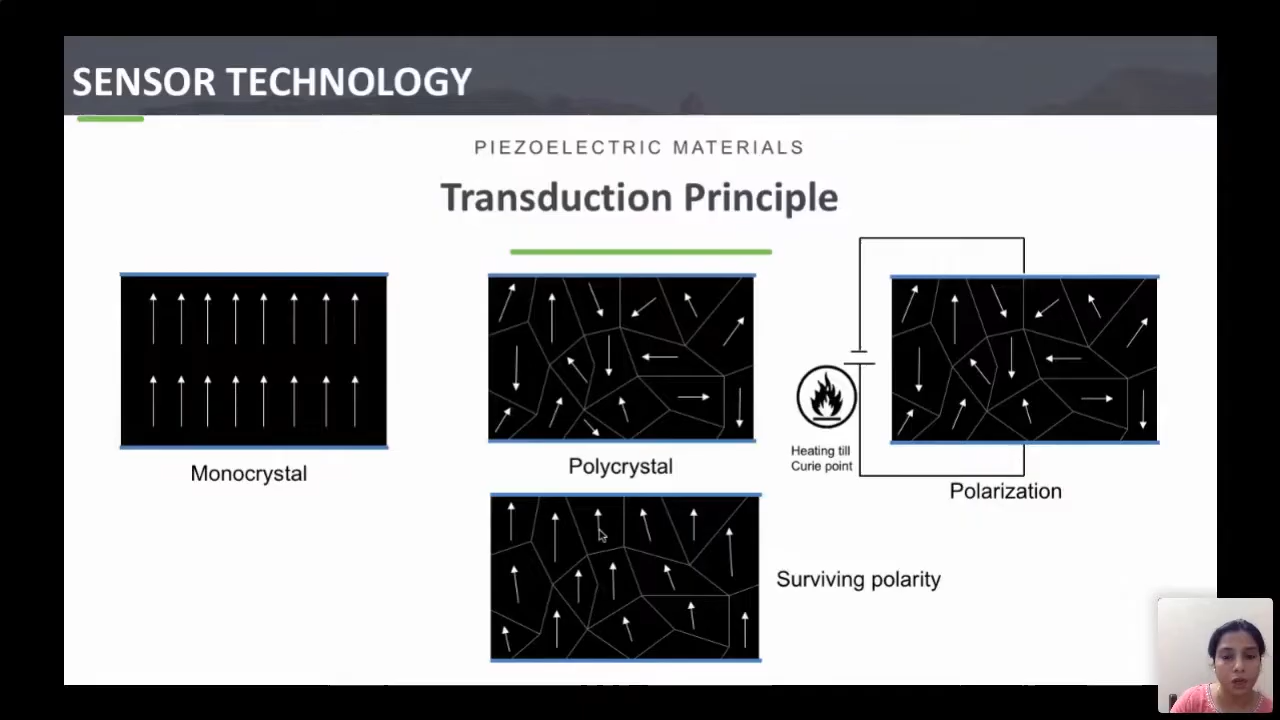 SENSOR TECHNOLOGY
PIEZOELECTRIC MATERIALS
Transduction Principle
Monocrystal
Polycrystal
Heating till
Curie point
Polarization
Surviving polarity